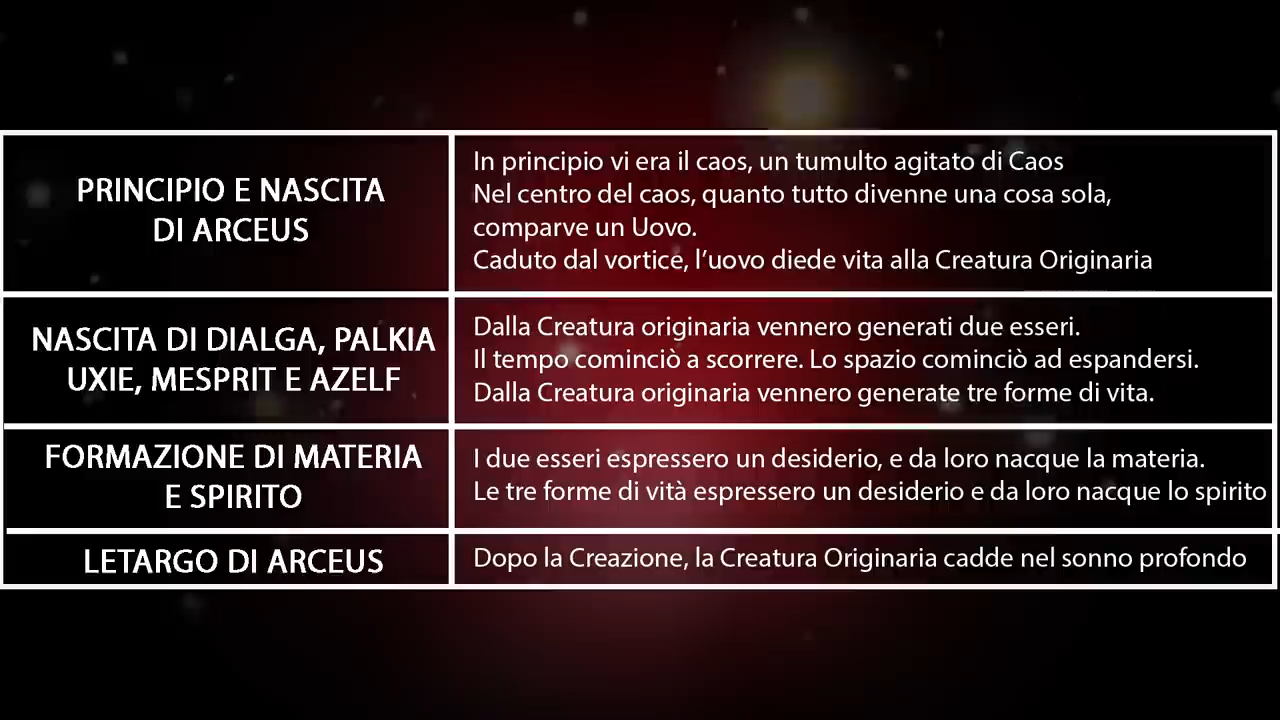 PRINCIPIO E NASCITA
DI ARCEUS
In principio vi era il caos, un tumulto agitato di Caos
Nel centro del caos, quanto tutto divenne una cosa sola,
comparve un Uovo.
Caduto dal vortice, l’uovo diede vita alla Creatura Originaria
NASCITA DI DIALGA, PALKIA
UXIE, MESPRIT E AZELF
Dalla Creatura originaria vennero generati due esseri.
Il tempo cominciò a scorrere. Lo spazio cominciò ad espandersi.
Dalla Creatura originaria vennero generate tre forme di vita.
FORMAZIONE DI MATERIA
E SPIRITO
I due esseri espressero un desiderio, e da loro nacque la materia.
Le tre forme di vità espressero un desiderio e da loro nacque lo spirito
LETARGO DI ARCEUS
Dopo la Creazione, la Creatura Originaria cadde nel sonno profondo